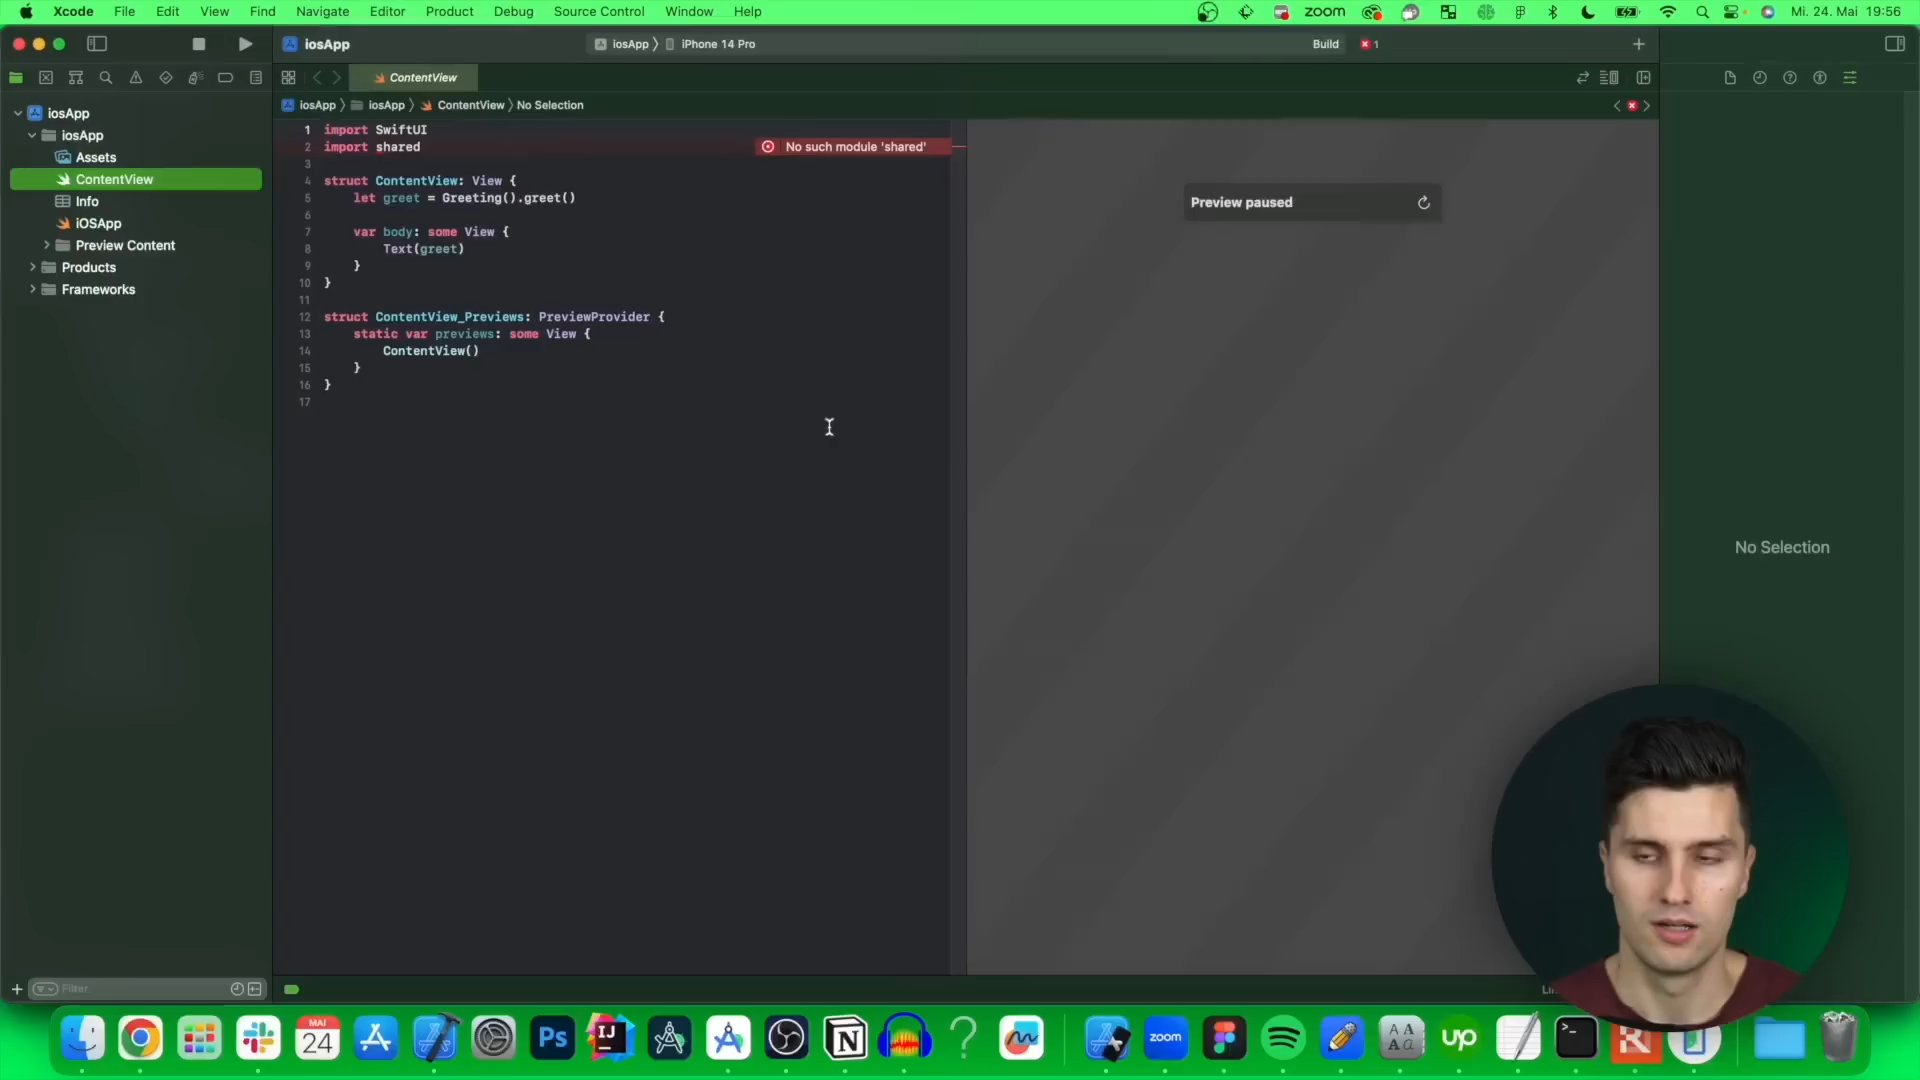 Xcode File Edit View Find Navigate Editor Product Debug Source Control Window Help
zoom Mi. 24. Mai 19:56
iosApp
iosApp iPhone 14 Pro
Build 1
ContentView
iosApp iosApp ContentView No Selection
iosApp
iosApp
Assets
ContentView
Info
iOSApp
Preview Content
Products
Frameworks
1 import SwiftUI
2 import shared
No such module 'shared'
3
4 struct ContentView: View {
5 let greet = Greeting().greet()
6
7 var body: some View {
8 Text(greet)
9 }
10 }
11
12 struct ContentView_Previews: PreviewProvider {
13 static var previews: some View {
14 ContentView()
15 }
16 }
17
Preview paused
No Selection
Filter
MAI
24
Ps
IJ
zoom
AA
Aa
up